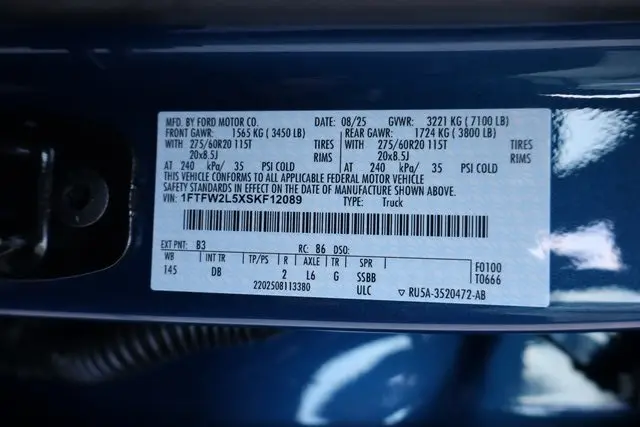 MFD. BY FORD MOTOR CO. DATE: 08/25 GVWR: 3221 KG ( 7100 LB)
FRONT GAWR: 1565 KG ( 3450 LB) REAR GAWR: 1724 KG ( 3800 LB)
WITH 275/60R20 115T TIRES WITH 275/60R20 115T TIRES
20x8.5J RIMS 20x8.5J RIMS
AT 240 kPa/ 35 PSI COLD AT 240 kPa/ 35 PSI COLD
THIS VEHICLE CONFORMS TO ALL APPLICABLE FEDERAL MOTOR VEHICLE
SAFETY STANDARDS IN EFFECT ON THE DATE OF MANUFACTURE SHOWN ABOVE.
VIN: 1FTFW2L5XSKF12089 TYPE: Truck
EXT PNT: B3 RC: 86 DSO:
WB INT TR TP/PS R AXLE TR SPR F0100
145 DB 2 L6 G SSBB T0666
2202508113380 ULC ▽ RU5A-3520472-AB